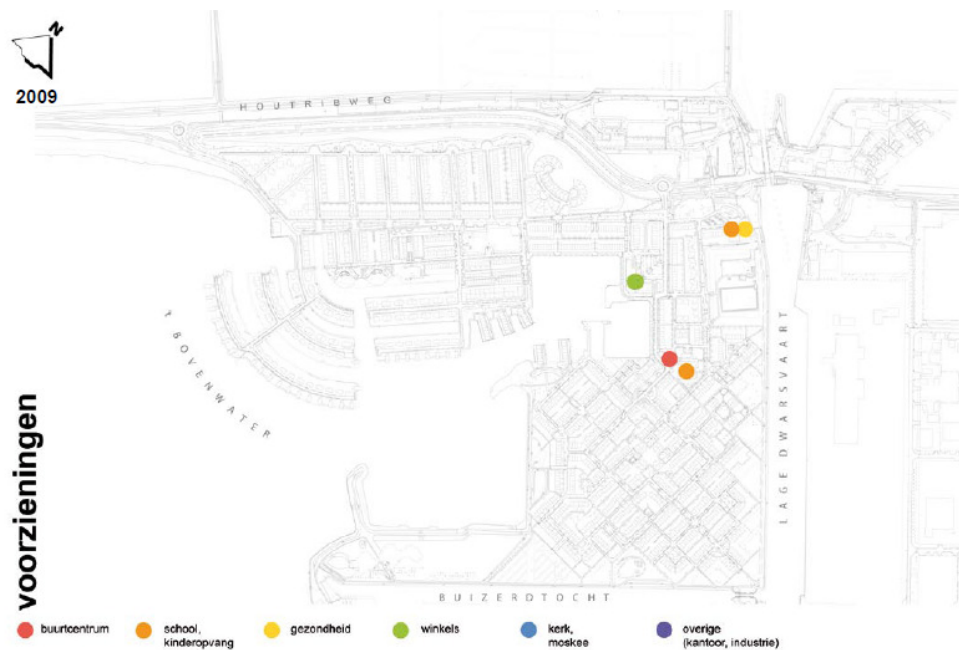 N
2009
HOUTRIBWEG
'T BOVENWATER
LAGE DWARSVAART
BUIZERDTOCHT
voorzieningen
buurtcentrum
school,
kinderopvang
gezondheid
winkels
kerk,
moskee
overige
(kantoor, industrie)